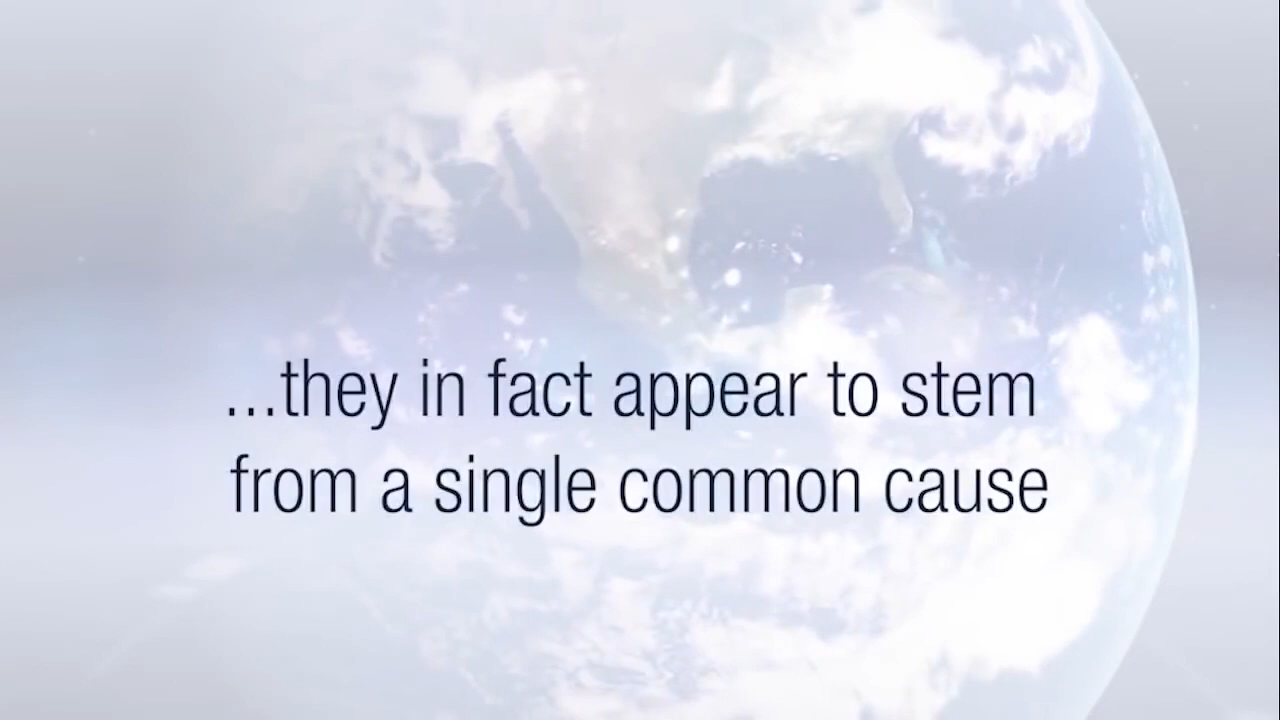 ...they in fact appear to stem
from a single common cause